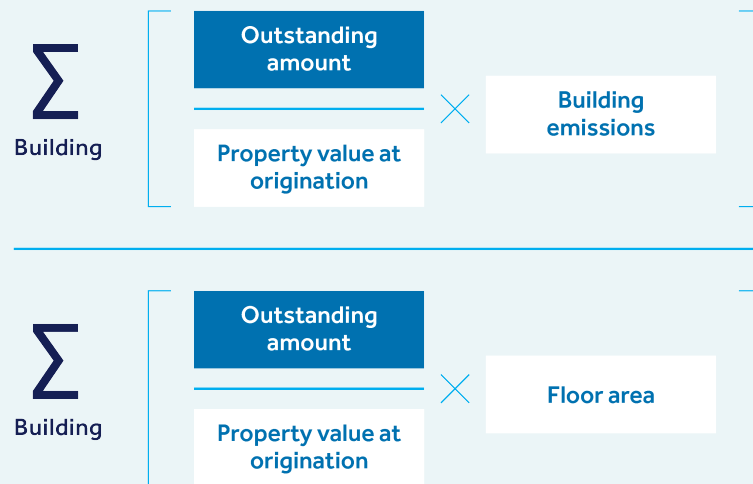 Σ
Building
Outstanding
amount
Property value at
origination
×
Building
emissions
Σ
Building
Outstanding
amount
Property value at
origination
×
Floor area